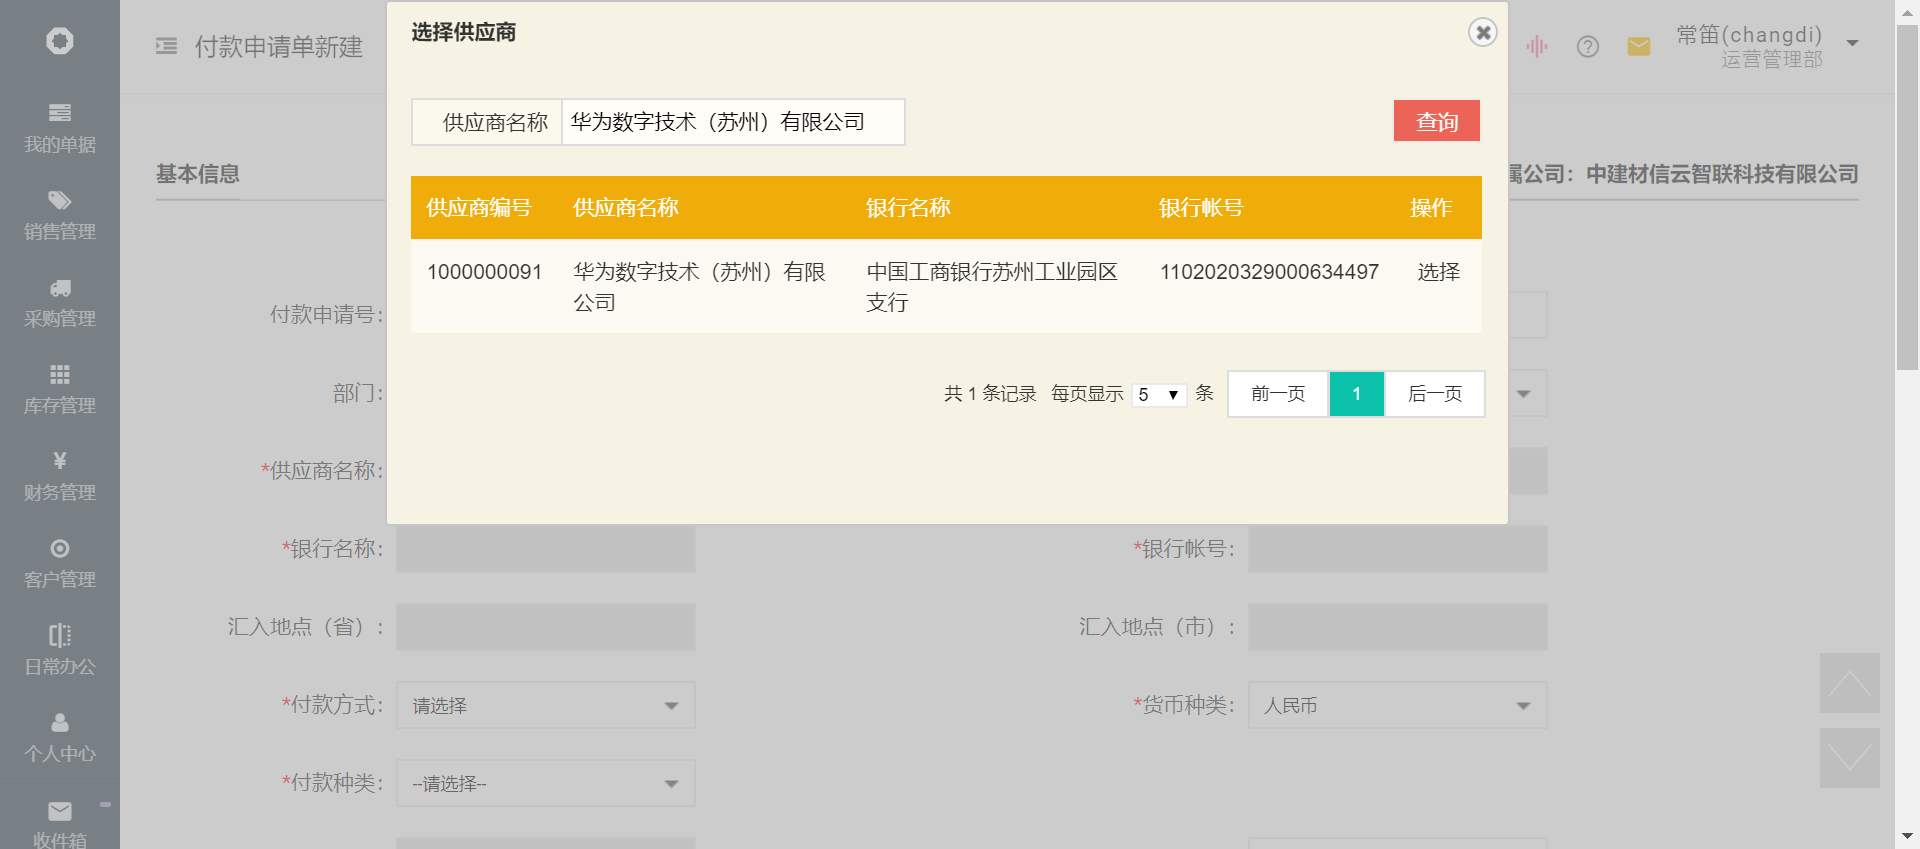 选择供应商
供应商名称 华为数字技术（苏州）有限公司 查询
供应商编号 供应商名称 银行名称 银行帐号 操作
1000000091 华为数字技术（苏州）有限公司 中国工商银行苏州工业园区支行 1102020329000634497 选择
共 1 条记录 每页显示 5 条 前一页 1 后一页
付款申请单新建
常笛(changdi)
运营管理部
我的单据
销售管理
采购管理
库存管理
财务管理
客户管理
日常办公
个人中心
收件箱
基本信息
属公司：中建材信云智联科技有限公司
付款申请号：
部门：
*供应商名称：
*银行名称： *银行帐号：
汇入地点（省）： 汇入地点（市）：
*付款方式： 请选择 *货币种类： 人民币
*付款种类： --请选择--